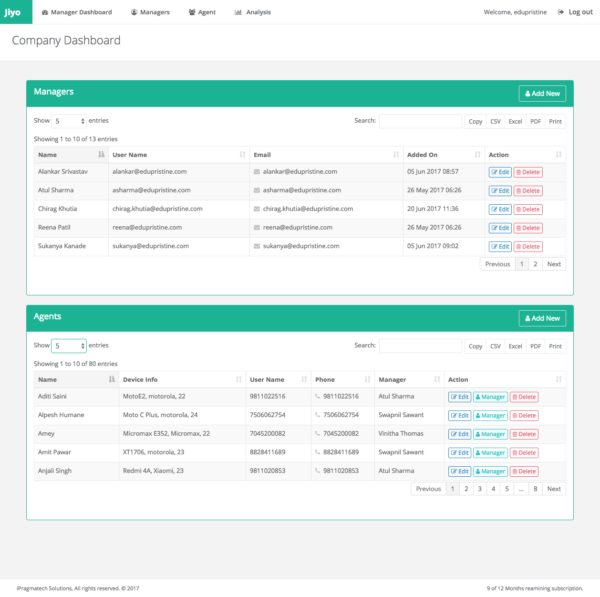 Jiyo Manager Dashboard Managers Agent Analysis Welcome, edupristine Log out
Company Dashboard
Managers Add New
Show 5 entries Search: Copy CSV Excel PDF Print
Showing 1 to 10 of 13 entries
Name User Name Email Added On Action
Alankar Srivastav alankar@edupristine.com alankar@edupristine.com 05 Jun 2017 08:57 Edit Delete
Atul Sharma asharma@edupristine.com asharma@edupristine.com 26 May 2017 06:26 Edit Delete
Chirag Khutia chirag.khutia@edupristine.com chirag.khutia@edupristine.com 20 Jun 2017 11:36 Edit Delete
Reena Patil reena@edupristine.com reena@edupristine.com 26 May 2017 06:26 Edit Delete
Sukanya Kanade sukanya@edupristine.com sukanya@edupristine.com 05 Jun 2017 09:02 Edit Delete
Previous 1 2 Next
Agents Add New
Show 5 entries Search: Copy CSV Excel PDF Print
Showing 1 to 10 of 80 entries
Name Device Info User Name Phone Manager Action
Aditi Saini MotoE2, motorola, 22 9811022516 9811022516 Atul Sharma Edit Manager Delete
Alpesh Humane Moto C Plus, motorola, 24 7506062754 7506062754 Swapnil Sawant Edit Manager Delete
Amey Micromax E352, Micromax, 22 7045200082 7045200082 Vinitha Thomas Edit Manager Delete
Amit Pawar XT1706, motorola, 23 8828411689 8828411689 Swapnil Sawant Edit Manager Delete
Anjali Singh Redmi 4A, Xiaomi, 23 9811020853 9811020853 Atul Sharma Edit Manager Delete
Previous 1 2 3 4 5 ... 8 Next
iPragmatech Solutions, All rights reserved. © 2017 9 of 12 Months reamining subscription.